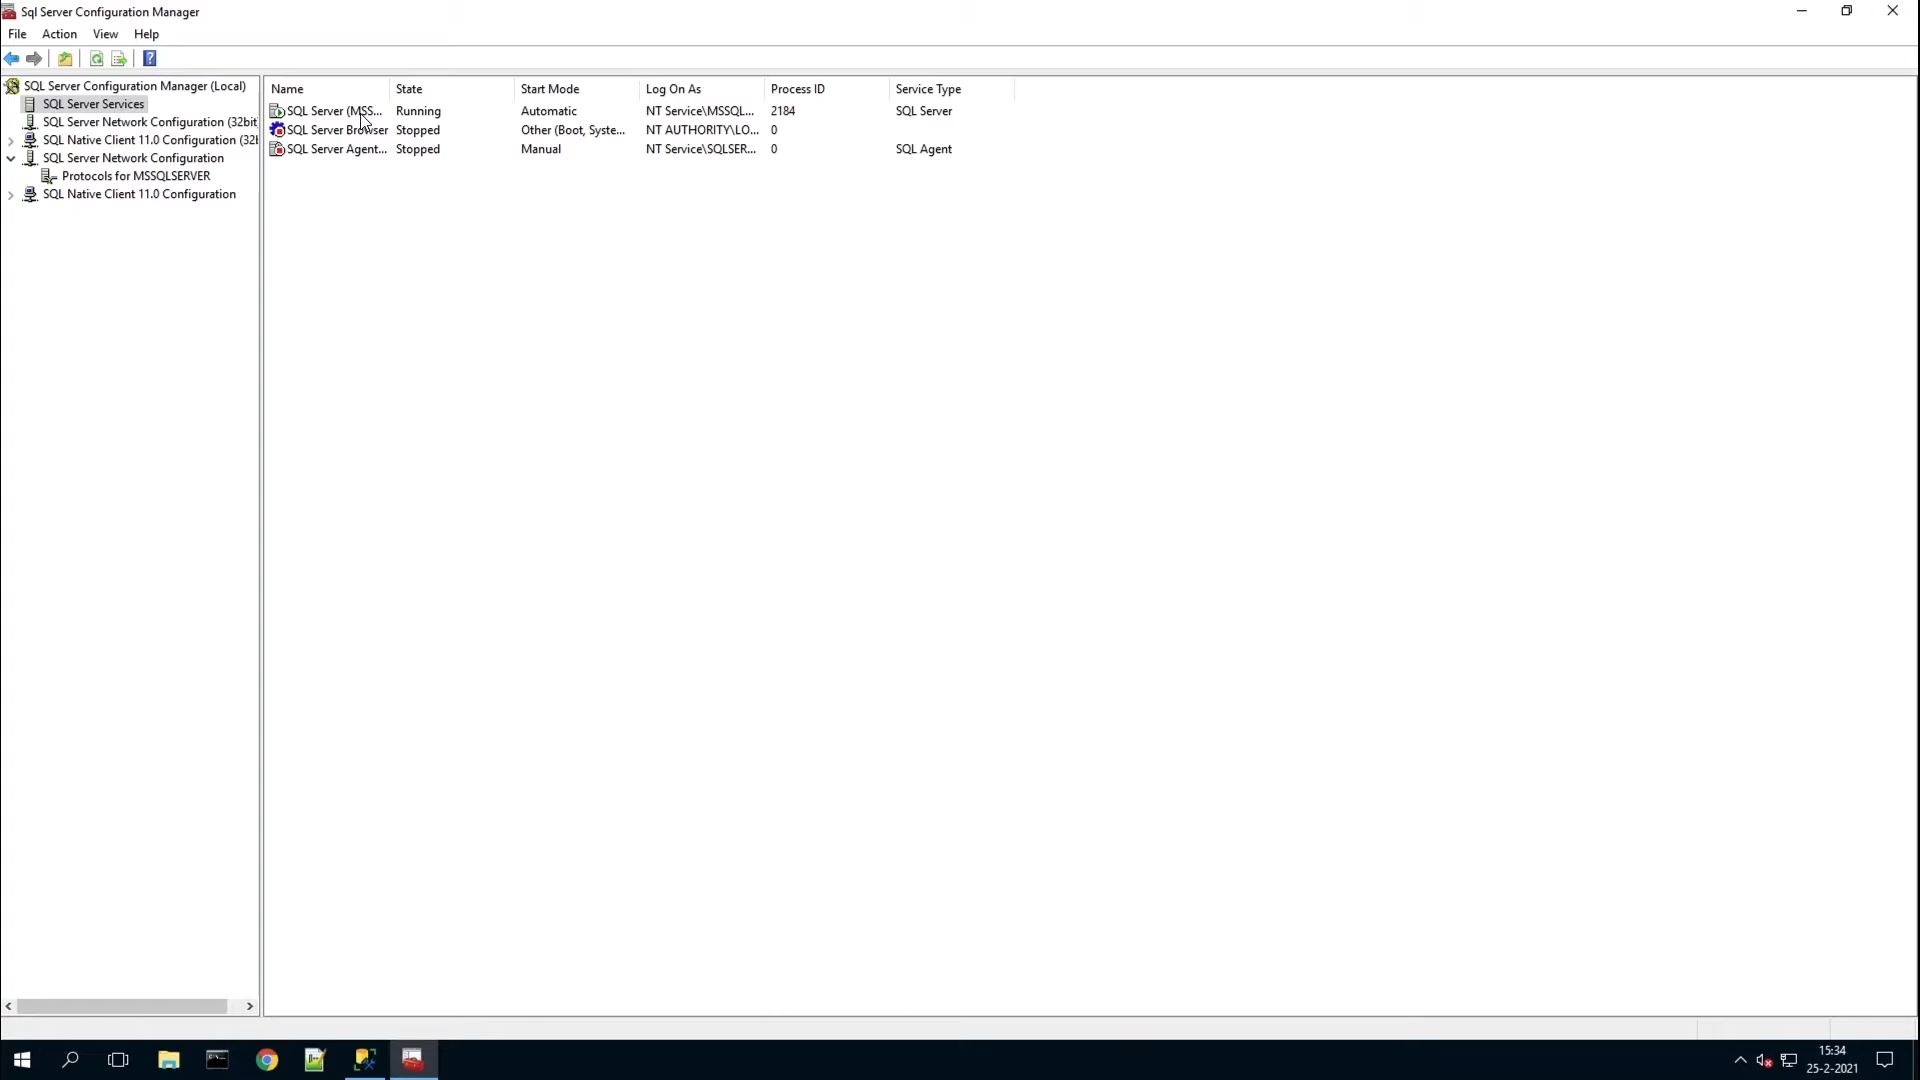 Sql Server Configuration Manager
File Action View Help
SQL Server Configuration Manager (Local)
SQL Server Services
SQL Server Network Configuration (32bit
SQL Native Client 11.0 Configuration (32
SQL Server Network Configuration
Protocols for MSSQLSERVER
SQL Native Client 11.0 Configuration
Name State Start Mode Log On As Process ID Service Type
SQL Server (MSS... Running Automatic NT Service\MSSQL... 2184 SQL Server
SQL Server Browser Stopped Other (Boot, Syste... NT AUTHORITY\LO... 0
SQL Server Agent... Stopped Manual NT Service\SQLSER... 0 SQL Agent
15:34
25-2-2021